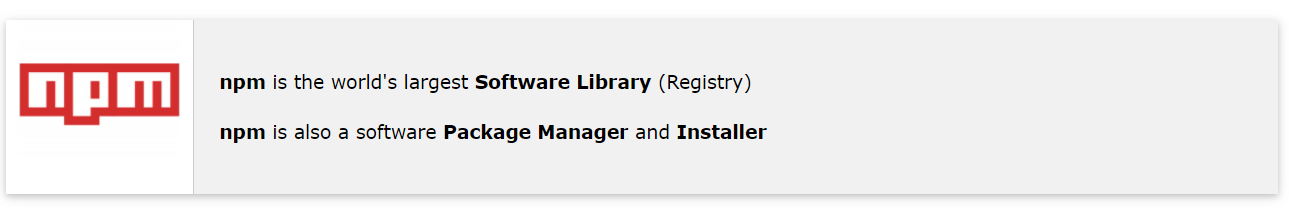 npm
npm is the world's largest Software Library (Registry)
npm is also a software Package Manager and Installer